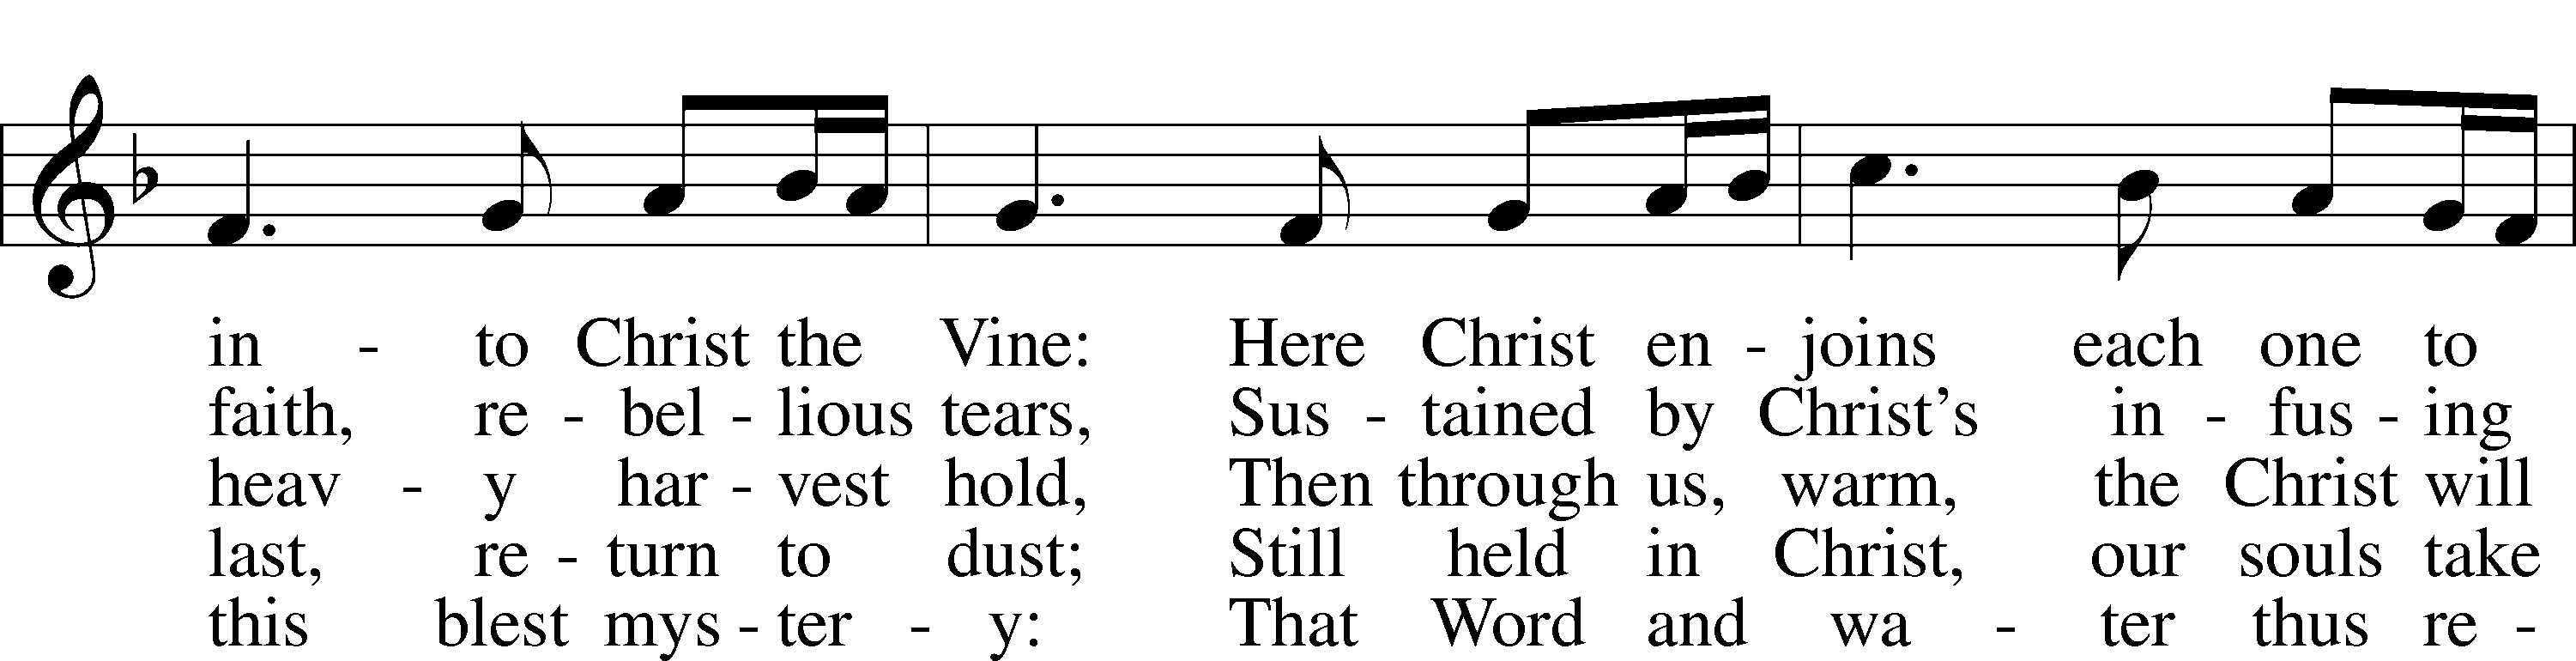 in - to Christ the Vine: Here Christ en - joins each one to
faith, re - bel - lious tears, Sus - tained by Christ's in - fus - ing
heav - y har - vest hold, Then through us, warm, the Christ will
last, re - turn to dust; Still held in Christ, our souls take
this blest mys - ter - y: That Word and wa - ter thus re -